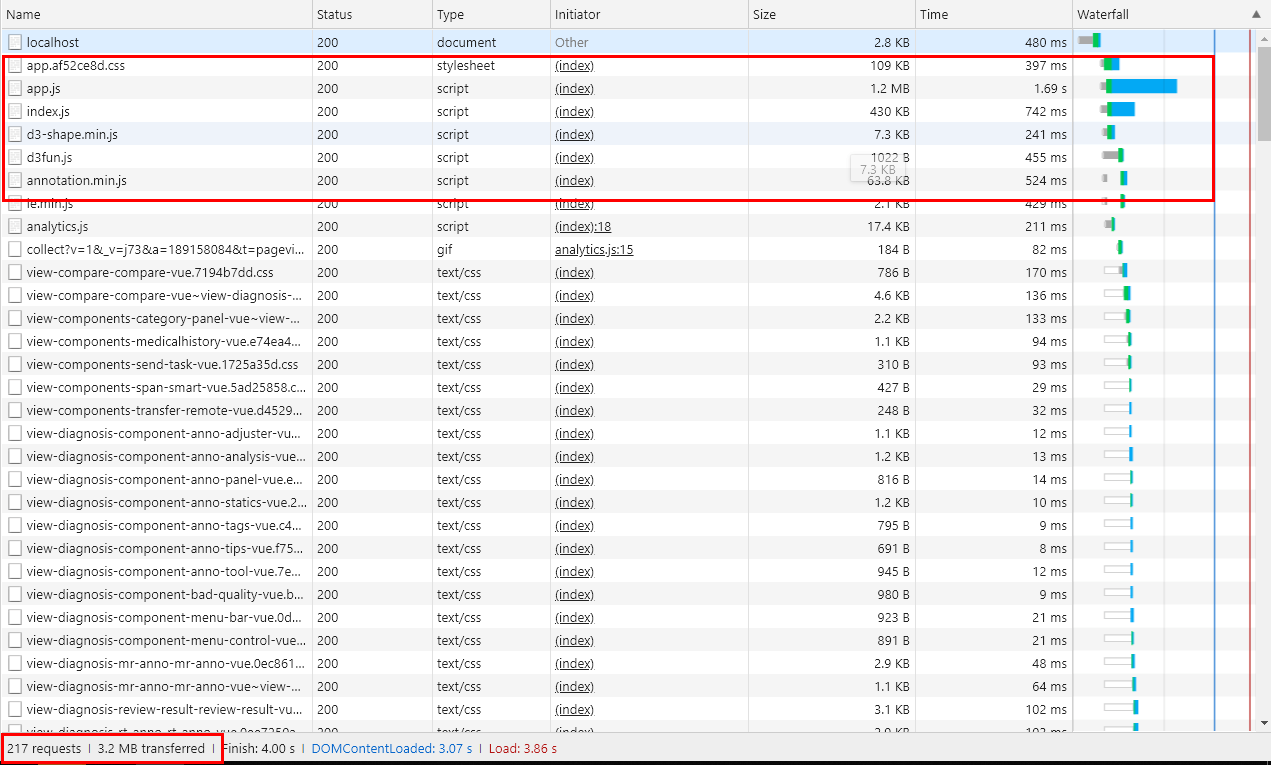 Name Status Type Initiator Size Time Waterfall
localhost 200 document Other 2.8 KB 480 ms
app.af52ce8d.css 200 stylesheet (index) 109 KB 397 ms
app.js 200 script (index) 1.2 MB 1.69 s
index.js 200 script (index) 430 KB 742 ms
d3-shape.min.js 200 script (index) 7.3 KB 241 ms
d3fun.js 200 script (index) 1022 B 455 ms
7.3 KB
annotation.min.js 200 script (index) 63.8 KB 524 ms
ie.min.js 200 script (index) 2.1 KB 429 ms
analytics.js 200 script (index):18 17.4 KB 211 ms
collect?v=1&_v=j73&a=189158084&t=pagevi... 200 gif analytics.js:15 184 B 82 ms
view-compare-compare-vue.7194b7dd.css 200 text/css (index) 786 B 170 ms
view-compare-compare-vue~view-diagnosis-... 200 text/css (index) 4.6 KB 136 ms
view-components-category-panel-vue~view-... 200 text/css (index) 2.2 KB 133 ms
view-components-medicalhistory-vue.e74ea4... 200 text/css (index) 1.1 KB 94 ms
view-components-send-task-vue.1725a35d.css 200 text/css (index) 310 B 93 ms
view-components-span-smart-vue.5ad25858.c... 200 text/css (index) 427 B 29 ms
view-components-transfer-remote-vue.d4529... 200 text/css (index) 248 B 32 ms
view-diagnosis-component-anno-adjuster-vu... 200 text/css (index) 1.1 KB 12 ms
view-diagnosis-component-anno-analysis-vue... 200 text/css (index) 1.2 KB 13 ms
view-diagnosis-component-anno-panel-vue.e... 200 text/css (index) 816 B 14 ms
view-diagnosis-component-anno-statics-vue.2... 200 text/css (index) 1.2 KB 10 ms
view-diagnosis-component-anno-tags-vue.c4... 200 text/css (index) 795 B 9 ms
view-diagnosis-component-anno-tips-vue.f75... 200 text/css (index) 691 B 8 ms
view-diagnosis-component-anno-tool-vue.7e... 200 text/css (index) 945 B 12 ms
view-diagnosis-component-bad-quality-vue.b... 200 text/css (index) 980 B 9 ms
view-diagnosis-component-menu-bar-vue.0d... 200 text/css (index) 923 B 21 ms
view-diagnosis-component-menu-control-vue... 200 text/css (index) 891 B 21 ms
view-diagnosis-mr-anno-mr-anno-vue.0ec861... 200 text/css (index) 2.9 KB 48 ms
view-diagnosis-mr-anno-mr-anno-vue~view-... 200 text/css (index) 1.1 KB 64 ms
view-diagnosis-review-result-review-result-vu... 200 text/css (index) 3.1 KB 102 ms
200 text/css (index)
217 requests | 3.2 MB transferred | Finish: 4.00 s | DOMContentLoaded: 3.07 s | Load: 3.86 s